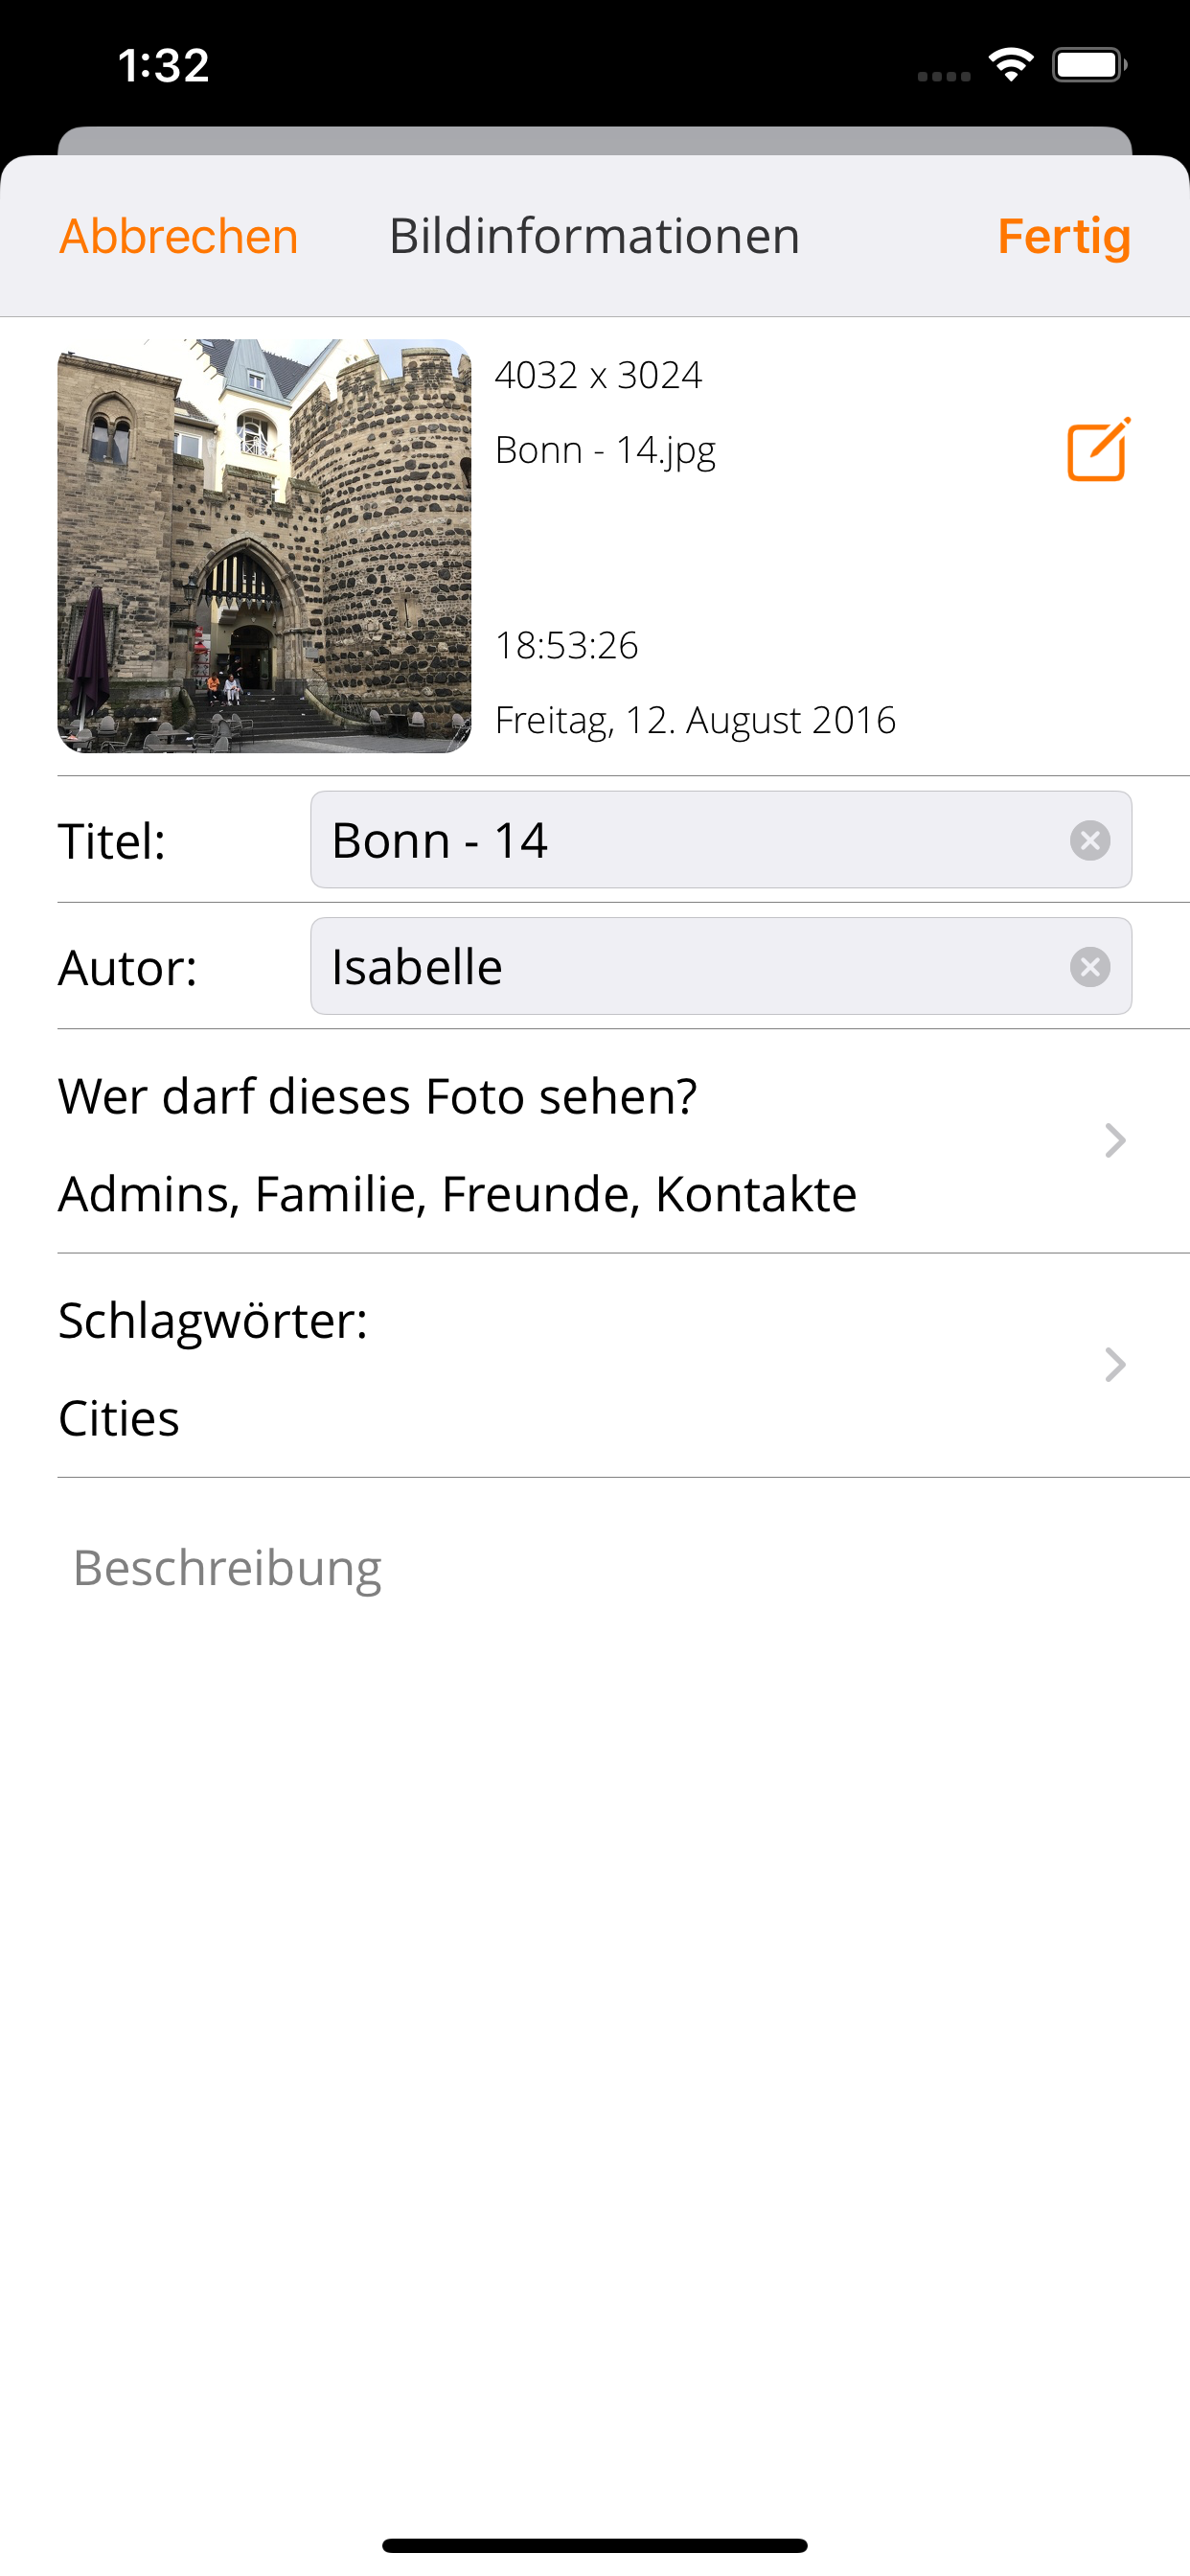 1:32
Abbrechen Bildinformationen Fertig
4032 x 3024
Bonn - 14.jpg
18:53:26
Freitag, 12. August 2016
Titel: Bonn - 14
Autor: Isabelle
Wer darf dieses Foto sehen?
Admins, Familie, Freunde, Kontakte
Schlagwörter:
Cities
Beschreibung